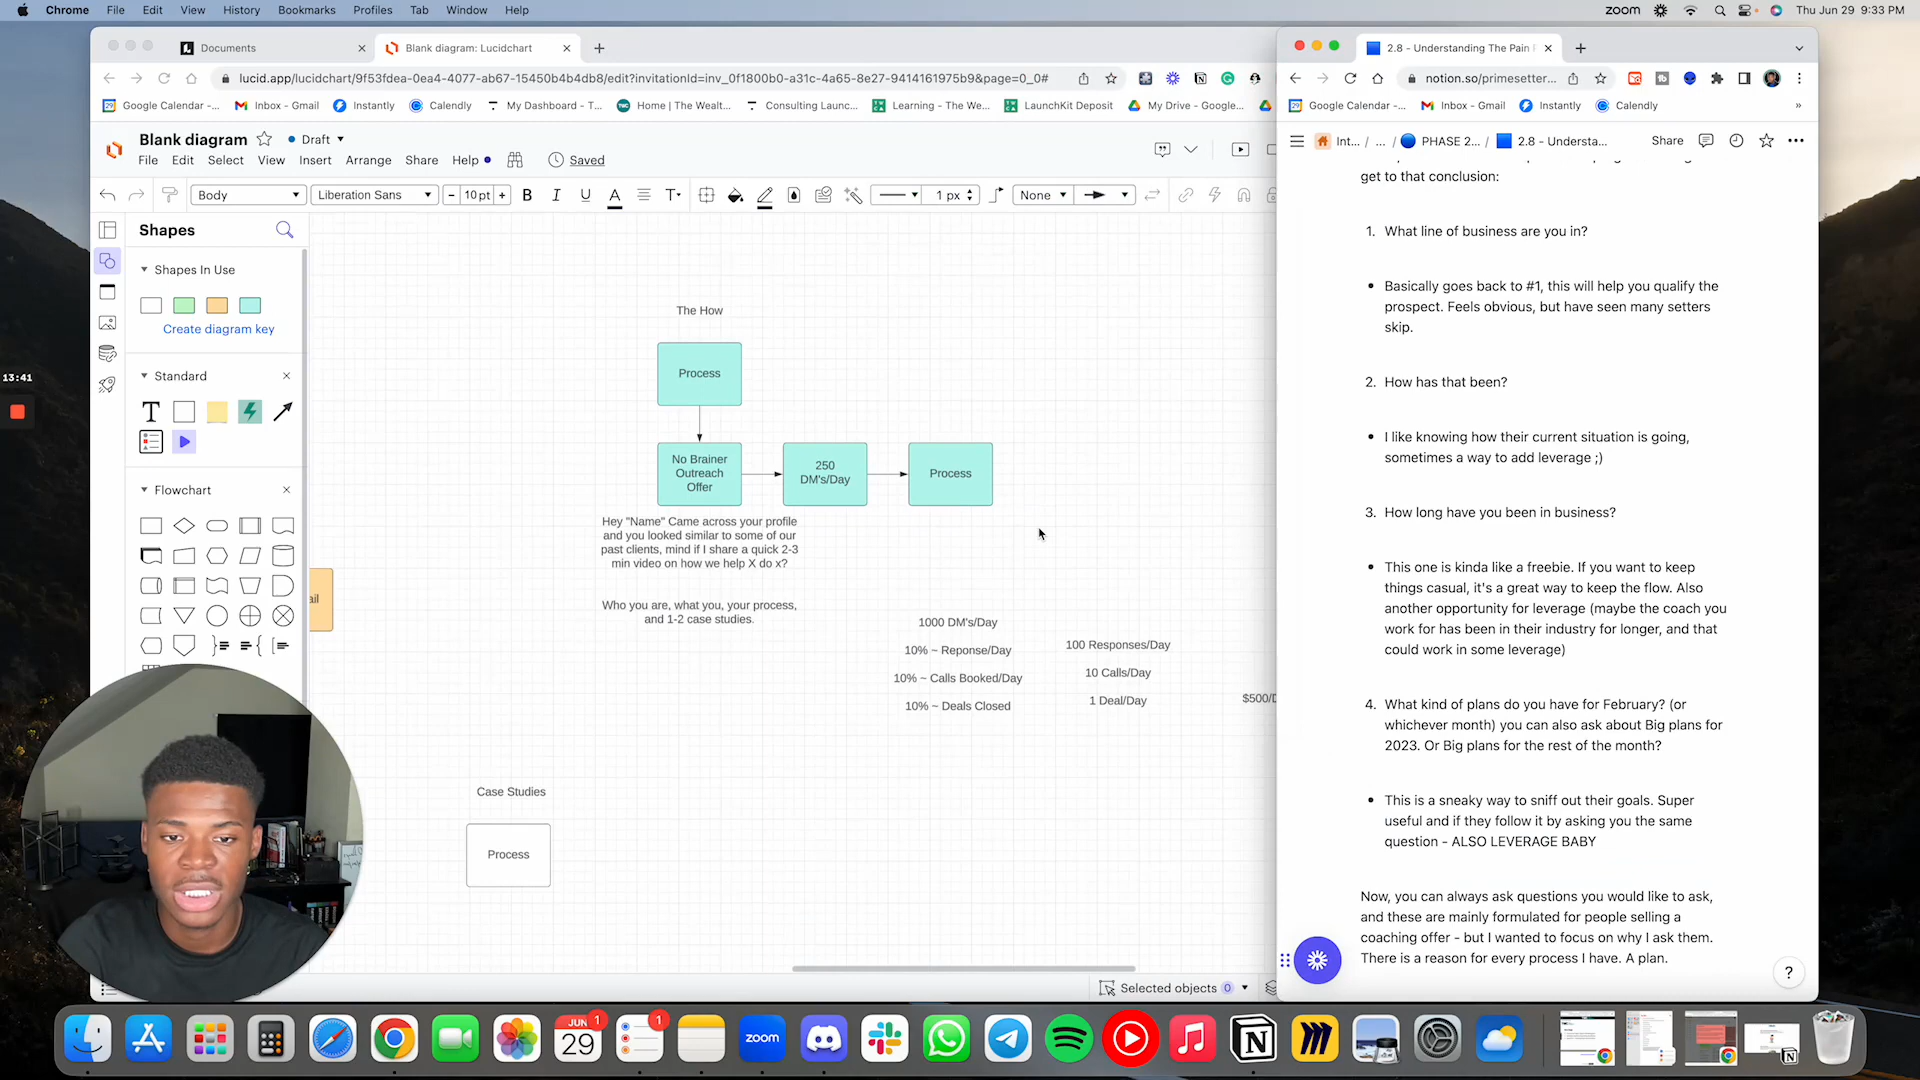 Chrome File Edit View History Bookmarks Profiles Tab Window Help
zoom Thu Jun 29 9:33 PM
Documents
Blank diagram: Lucidchart
lucid.app/lucidchart/9f53fdea-0ea4-4077-ab67-15450b4b4db8/edit?invitationId=inv_0f1800b0-a31c-4a65-8e27-9414161975b9&page=0_0#
Google Calendar -... Inbox - Gmail Instantly Calendly My Dashboard - T... Home | The Wealt... Consulting Launc... Learning - The We... LaunchKit Deposit My Drive - Google...
Blank diagram Draft
File Edit Select View Insert Arrange Share Help Saved
Body Liberation Sans - 10 pt + B I U A T 1 px None
Shapes
Shapes In Use
Create diagram key
Standard
T
Flowchart
13:41
The How
Process
No Brainer
Outreach
Offer
250
DM's/Day
Process
Hey "Name" Came across your profile
and you looked similar to some of our
past clients, mind if I share a quick 2-3
min video on how we help X do x?
Who you are, what you, your process,
and 1-2 case studies.
ail
1000 DM's/Day
10% ~ Reponse/Day
10% ~ Calls Booked/Day
10% ~ Deals Closed
100 Responses/Day
10 Calls/Day
1 Deal/Day
$500/D
Case Studies
Process
Selected objects 0
2.8 - Understanding The Pain
notion.so/primesetter...
Google Calendar -... Inbox - Gmail Instantly Calendly »
Int... / ... / PHASE 2... / 2.8 - Understa... Share
get to that conclusion:
1. What line of business are you in?
• Basically goes back to #1, this will help you qualify the
prospect. Feels obvious, but have seen many setters
skip.
2. How has that been?
• I like knowing how their current situation is going,
sometimes a way to add leverage ;)
3. How long have you been in business?
• This one is kinda like a freebie. If you want to keep
things casual, it's a great way to keep the flow. Also
another opportunity for leverage (maybe the coach you
work for has been in their industry for longer, and that
could work in some leverage)
4. What kind of plans do you have for February? (or
whichever month) you can also ask about Big plans for
2023. Or Big plans for the rest of the month?
• This is a sneaky way to sniff out their goals. Super
useful and if they follow it by asking you the same
question - ALSO LEVERAGE BABY
Now, you can always ask questions you would like to ask,
and these are mainly formulated for people selling a
coaching offer - but I wanted to focus on why I ask them.
There is a reason for every process I have. A plan.
?
JUN 1
29
1
zoom